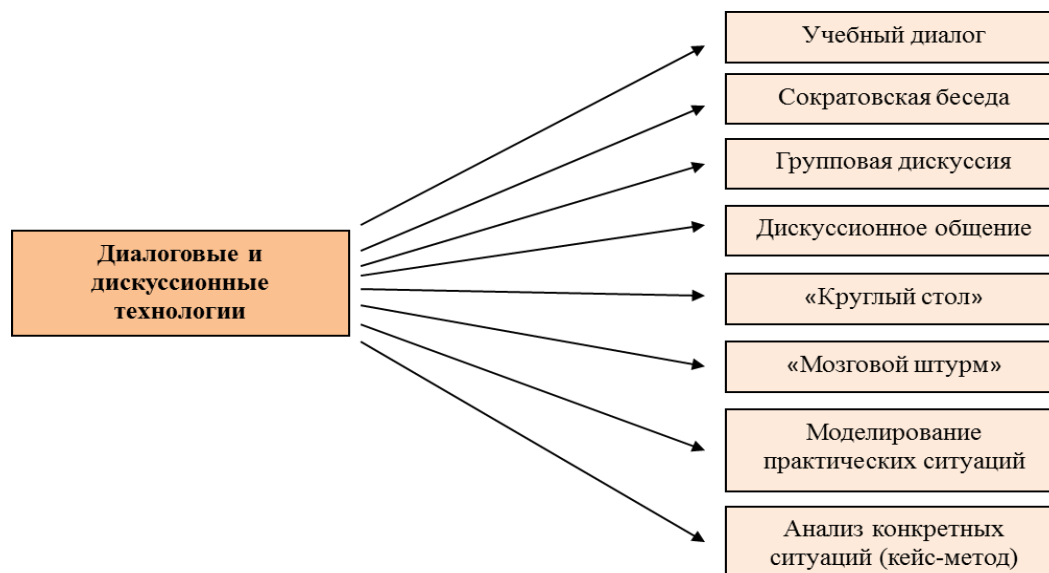 Учебный диалог
Сократовская беседа
Групповая дискуссия
Дискуссионное общение
Диалоговые и
дискуссионные
технологии
«Круглый стол»
«Мозговой штурм»
Моделирование
практических ситуаций
Анализ конкретных
ситуаций (кейс-метод)